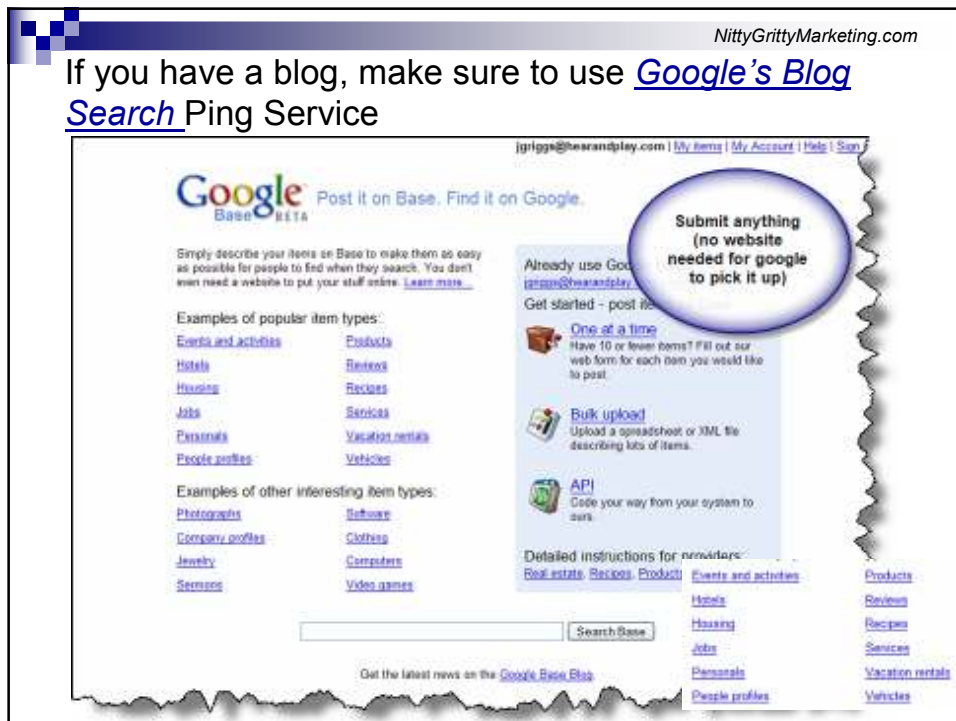 NittyGrittyMarketing.com
If you have a blog, make sure to use Google's Blog
Search Ping Service
jgriggs@hearandplay.com | My items | My Account | Help | Sign
Google
Base BETA
Post it on Base. Find it on Google.
Submit anything
(no website
needed for google
to pick it up)
Simply describe your items on Base to make them as easy
as possible for people to find when they search. You don't
even need a website to put your stuff online. Learn more...
Examples of popular item types:
Events and activities Products
Hotels Reviews
Housing Recipes
Jobs Services
Personals Vacation rentals
People profiles Vehicles
Examples of other interesting item types:
Photographs Software
Company profiles Clothing
Jewelry Computers
Sermons Video games
Already use Goo
jgriggs@hearandplay.
Get started - post ite
One at a time
Have 10 or fewer items? Fill out our
web form for each item you would like
to post.
Bulk upload
Upload a spreadsheet or XML file
describing lots of items.
API
Code your way from your system to
ours.
Detailed instructions for providers:
Real estate, Recipes, Products
Search Base
Get the latest news on the Google Base Blog.
Events and activities Products
Hotels Reviews
Housing Recipes
Jobs Services
Personals Vacation rentals
People profiles Vehicles